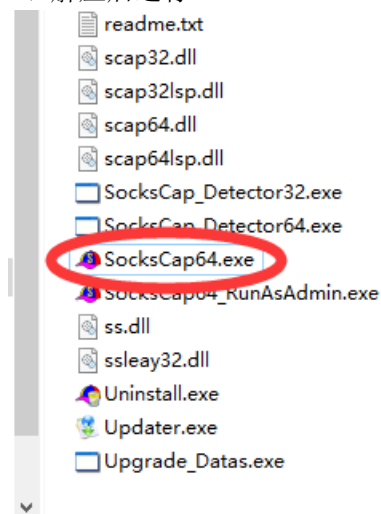 readme.txt
scap32.dll
scap32lsp.dll
scap64.dll
scap64lsp.dll
SocksCap_Detector32.exe
SocksCap_Detector64.exe
SocksCap64.exe
SocksCap64_RunAsAdmin.exe
ss.dll
ssleay32.dll
Uninstall.exe
Updater.exe
Upgrade_Datas.exe